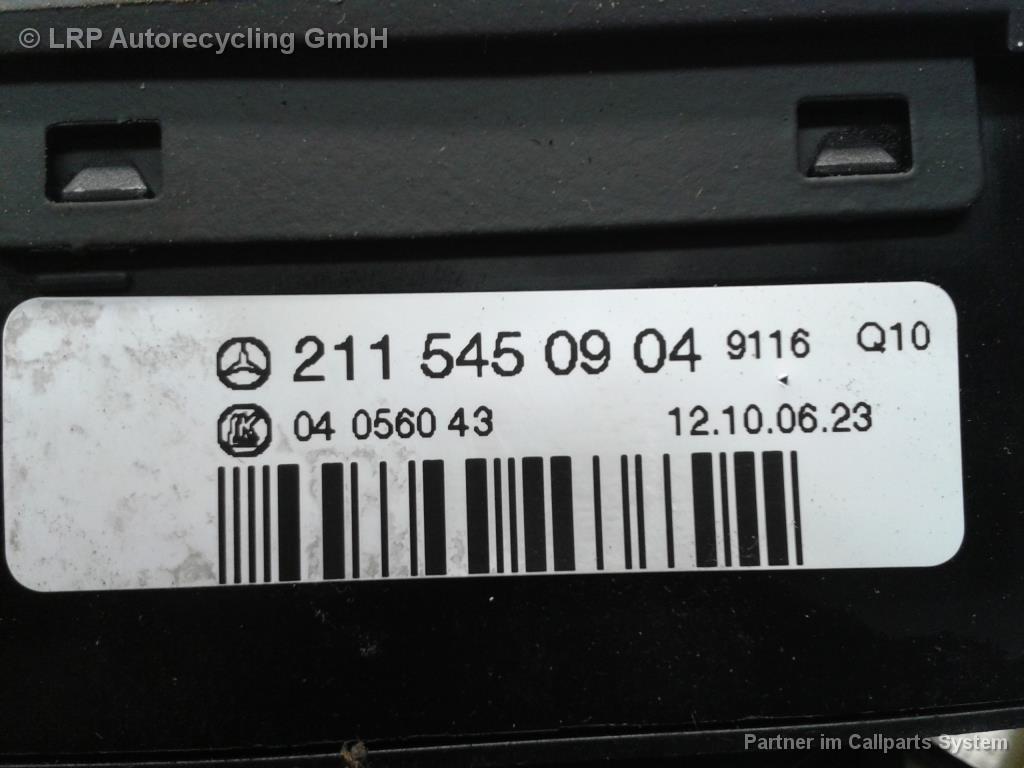 © LRP Autorecycling GmbH
211 545 09 04 9116 Q10
04 0560 43 12.10.06.23
Partner im Callparts System